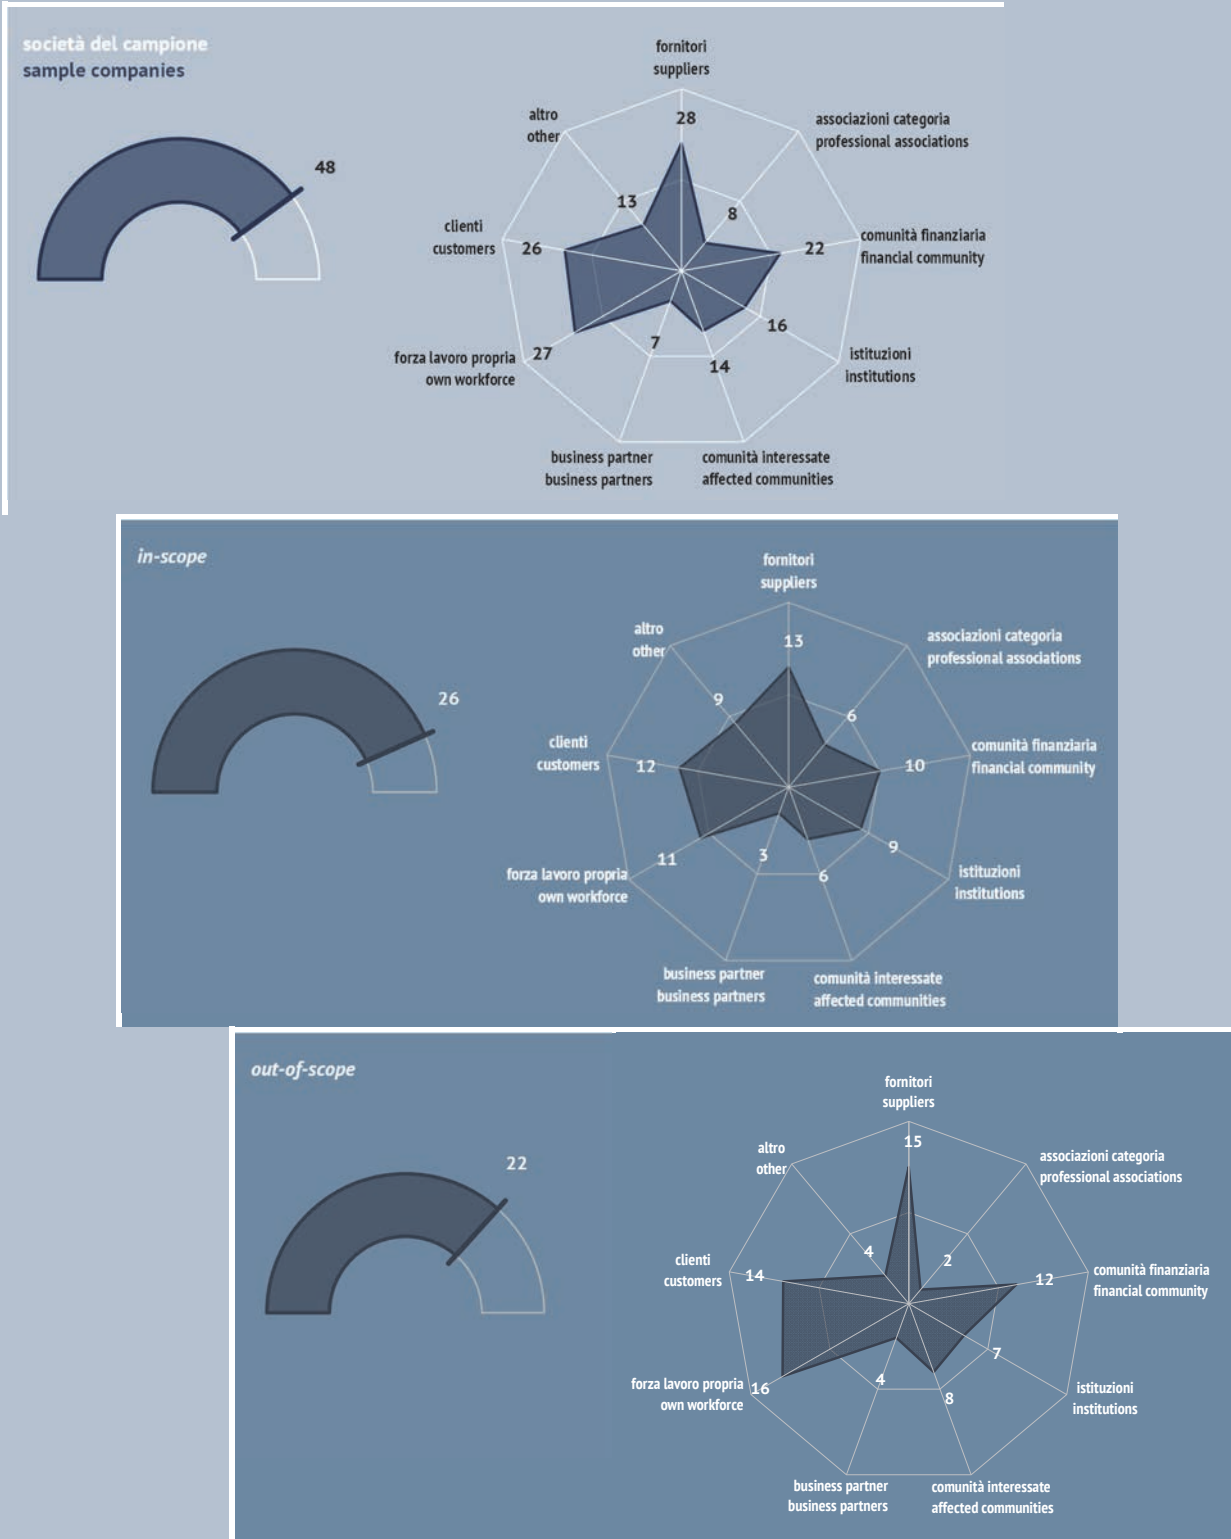 società del campione
sample companies
48
fornitori
suppliers
28
associazioni categoria
professional associations
8
comunità finanziaria
financial community
22
istituzioni
institutions
16
comunità interessate
affected communities
14
business partner
business partners
7
forza lavoro propria
own workforce
27
clienti
customers
26
altro
other
13
in-scope
26
fornitori
suppliers
13
associazioni categoria
professional associations
6
comunità finanziaria
financial community
10
istituzioni
institutions
9
comunità interessate
affected communities
6
business partner
business partners
3
forza lavoro propria
own workforce
11
clienti
customers
12
altro
other
9
out-of-scope
22
fornitori
suppliers
15
associazioni categoria
professional associations
2
comunità finanziaria
financial community
12
istituzioni
institutions
7
comunità interessate
affected communities
8
business partner
business partners
4
forza lavoro propria
own workforce
16
clienti
customers
14
altro
other
4